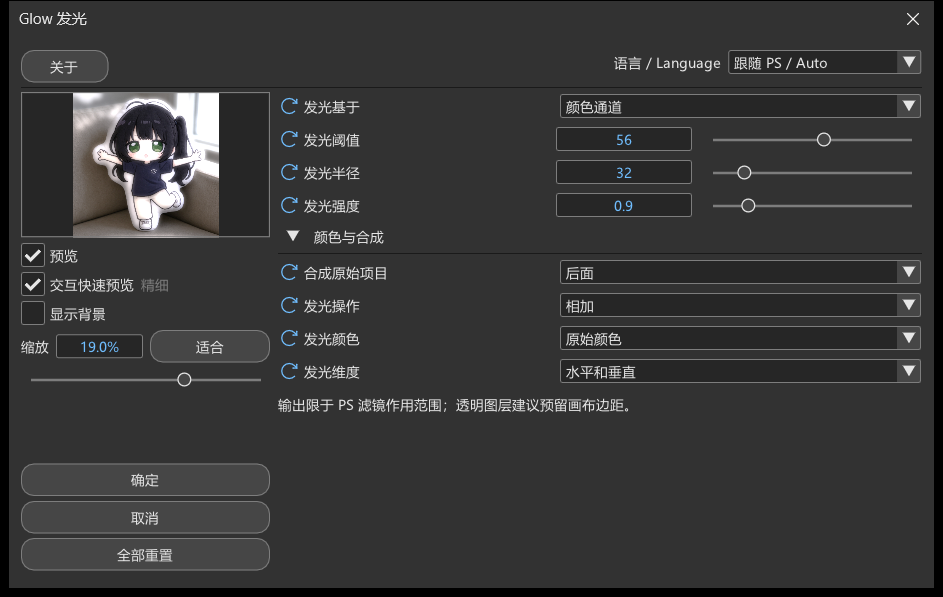 Glow 发光
关于
语言 / Language 跟随 PS / Auto
发光基于 颜色通道
发光阈值 56
发光半径 32
发光强度 0.9
颜色与合成
预览
交互快速预览 精细
显示背景
缩放 19.0% 适合
合成原始项目 后面
发光操作 相加
发光颜色 原始颜色
发光维度 水平和垂直
输出限于 PS 滤镜作用范围；透明图层建议预留画布边距。
确定
取消
全部重置